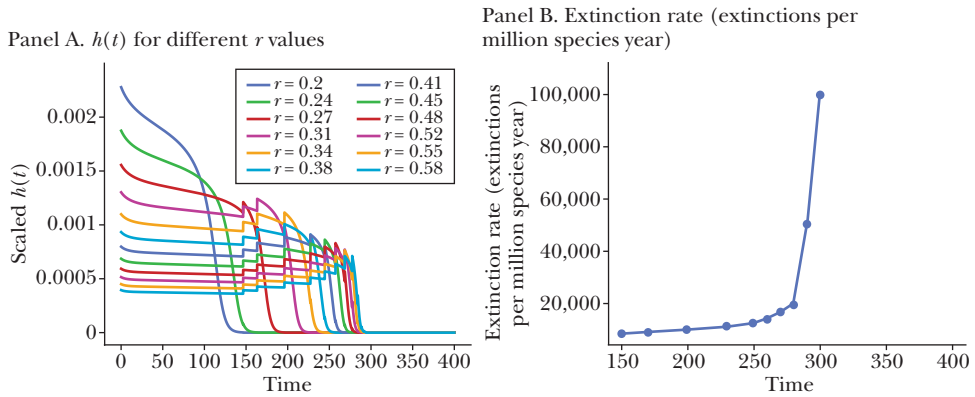 Panel A. h(t) for different r values
Scaled h(t)
0.002
0.0015
0.001
0.0005
0
r = 0.2
r = 0.24
r = 0.27
r = 0.31
r = 0.34
r = 0.38
r = 0.41
r = 0.45
r = 0.48
r = 0.52
r = 0.55
r = 0.58
0 50 100 150 200 250 300 350 400
Time
Panel B. Extinction rate (extinctions per
million species year)
Extinction rate (extinctions
per million species year)
100,000
80,000
60,000
40,000
20,000
150 200 250 300 350 400
Time